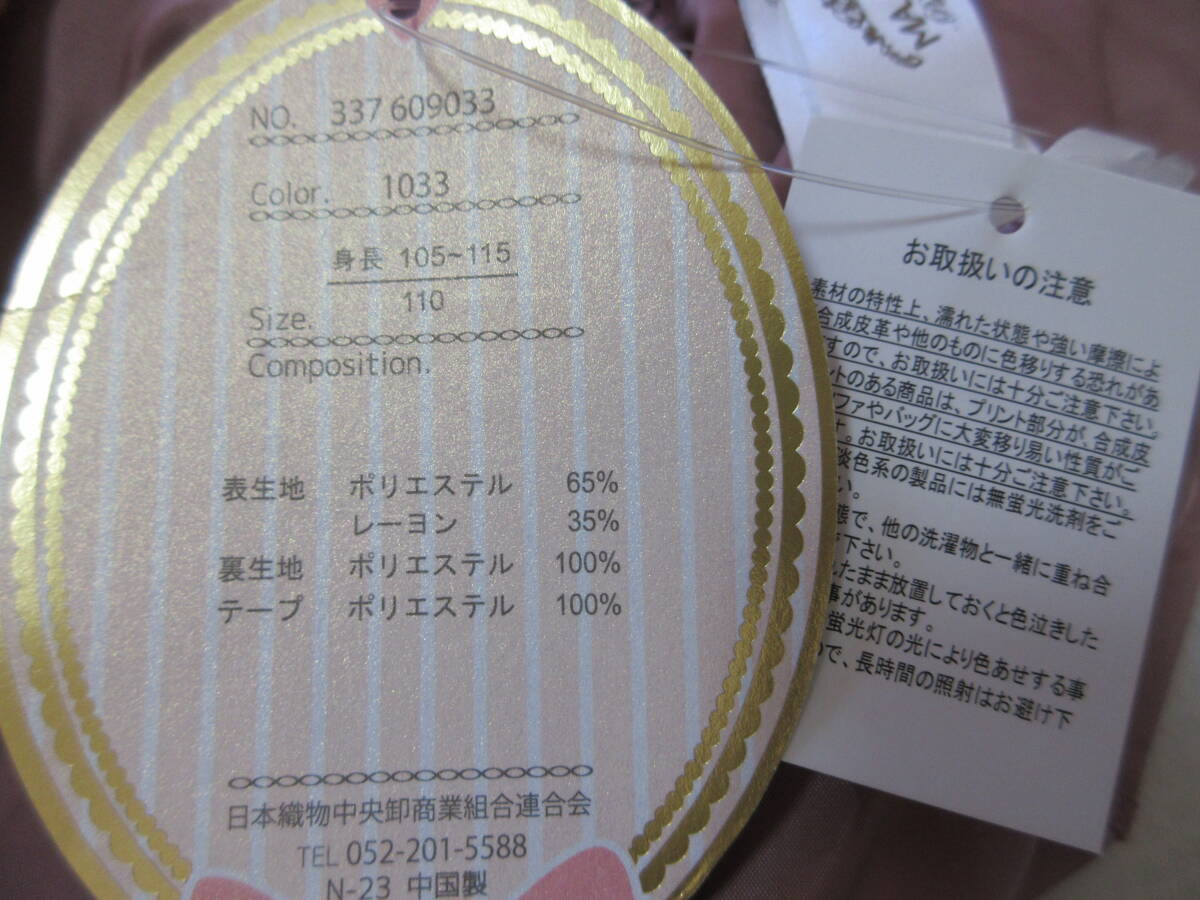 NO. 337 609033
Color. 1033
身長 105~115
110
Size.
Composition.
表生地 ポリエステル 65%
レーヨン 35%
裏生地 ポリエステル 100%
テープ ポリエステル 100%
日本織物中央卸商業組合連合会
TEL 052-201-5588
N-23 中国製
お取扱いの注意
素材の特性上、濡れた状態や強い摩擦によ
合成皮革や他のものに色移りする恐れがあ
すので、お取扱いには十分ご注意下さい。
ントのある商品は、プリント部分が、合成皮
ファやバッグに大変移り易い性質がご
。お取扱いには十分ご注意下さい。
淡色系の製品には無蛍光洗剤をご
い。
態で、他の洗濯物と一緒に重ね合
下さい。
したまま放置しておくと色泣きした
事があります。
蛍光灯の光により色あせする事
ので、長時間の照射はお避け下